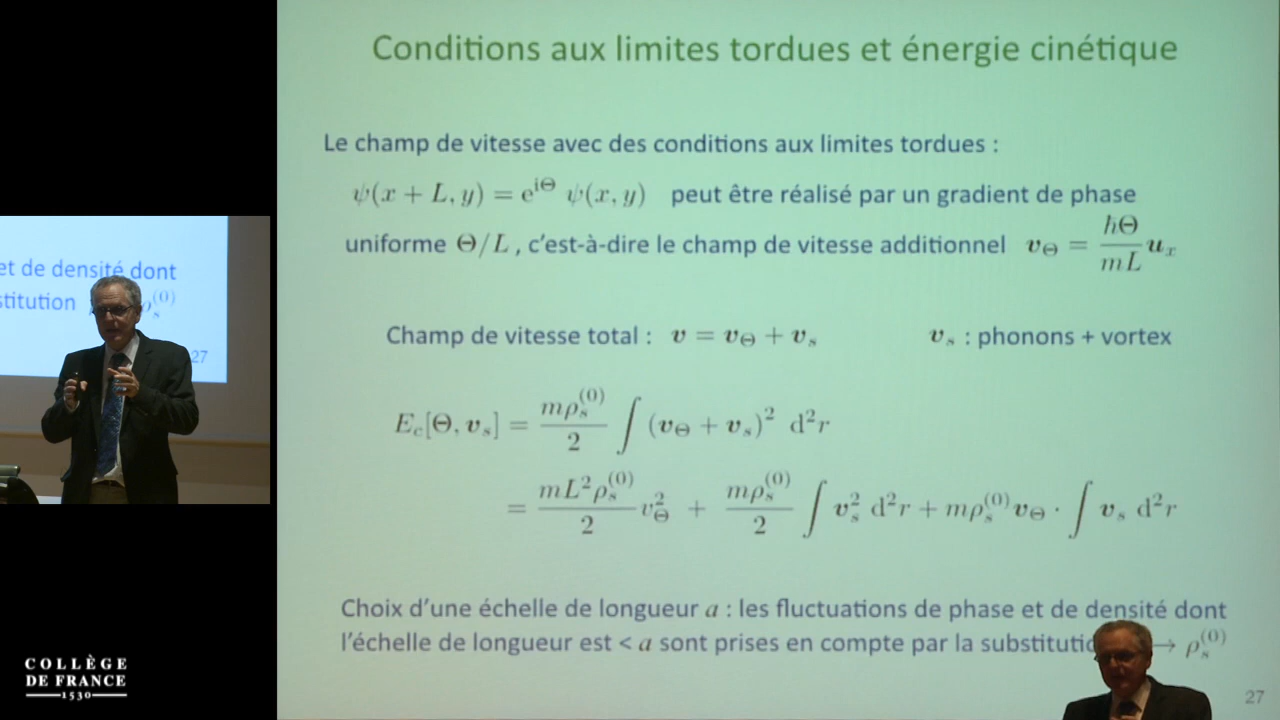 Conditions aux limites tordues et énergie cinétique
Le champ de vitesse avec des conditions aux limites tordues :
ψ(x + L, y) = e^{iΘ} ψ(x, y) peut être réalisé par un gradient de phase
uniforme Θ/L , c'est-à-dire le champ de vitesse additionnel v_Θ = ħΘ/mL u_x
Champ de vitesse total : v = v_Θ + v_s
v_s : phonons + vortex
E_c[Θ, v_s] = mρ_s^{(0)}/2 ∫ (v_Θ + v_s)² d²r
= mL²ρ_s^{(0)}/2 v_Θ² + mρ_s^{(0)}/2 ∫ v_s² d²r + mρ_s^{(0)} v_Θ · ∫ v_s d²r
Choix d'une échelle de longueur a : les fluctuations de phase et de densité dont
l'échelle de longueur est < a sont prises en compte par la → ρ_s^{(0)}
27
et de densité dont
ρ_s^{(0)}
27
COLLÈGE
DE FRANCE
1530